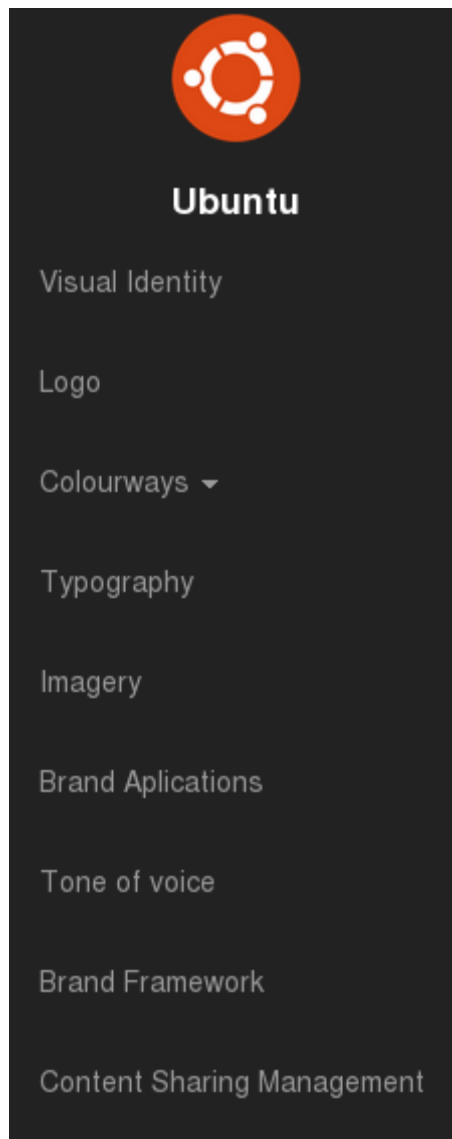 Ubuntu
Visual Identity
Logo
Colourways
Typography
Imagery
Brand Aplications
Tone of voice
Brand Framework
Content Sharing Management